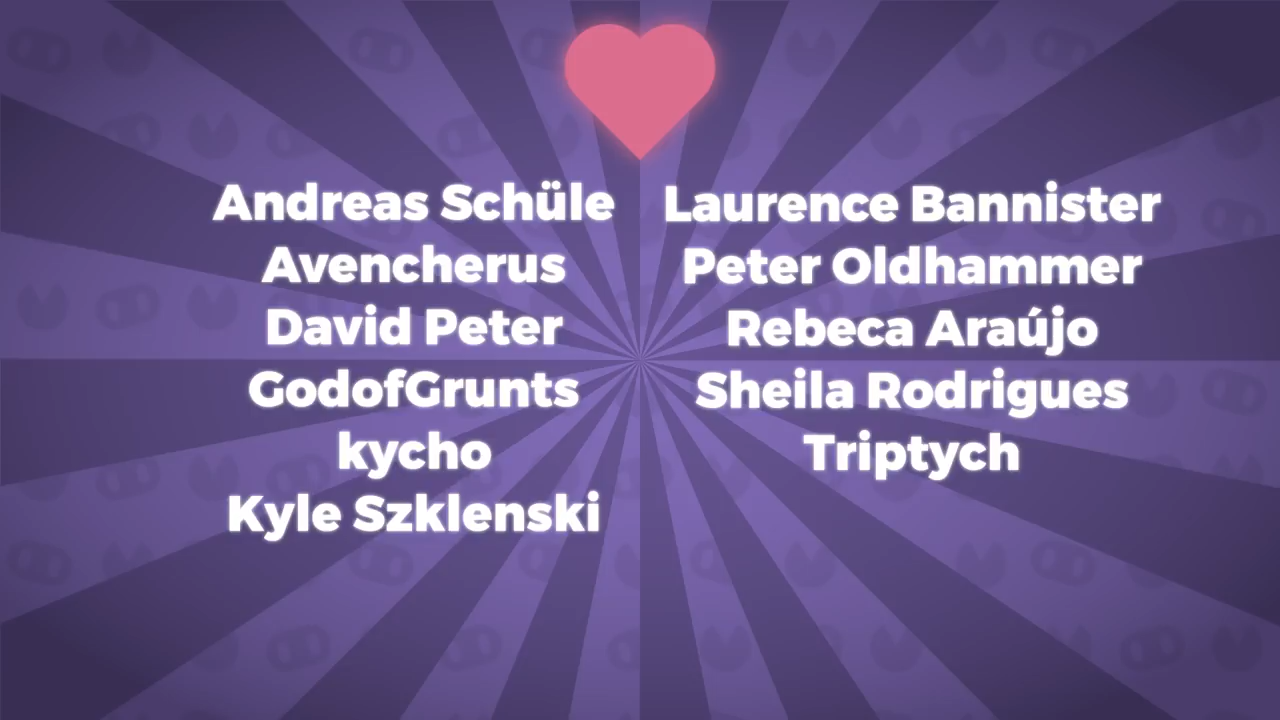 Andreas Schüle
Avencherus
David Peter
GodofGrunts
kycho
Kyle Szklenski
Laurence Bannister
Peter Oldhammer
Rebeca Araújo
Sheila Rodrigues
Triptych